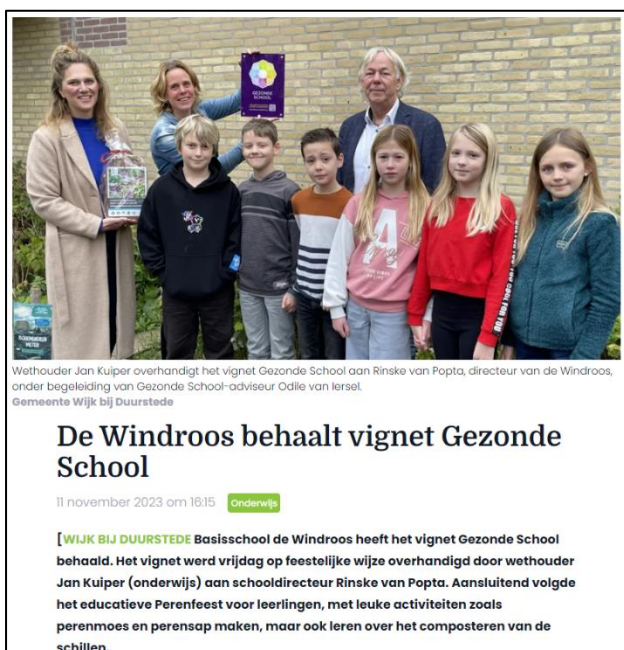 GEZONDE
SCHOOL
A
COOL FOR YOU
Wethouder Jan Kuiper overhandigt het vignet Gezonde School aan Rinske van Popta, directeur van de Windroos,
onder begeleiding van Gezonde School-adviseur Odile van Iersel.
Gemeente Wijk bij Duurstede
De Windroos behaalt vignet Gezonde
School
11 november 2023 om 16:15 Onderwijs
[WIJK BIJ DUURSTEDE Basisschool de Windroos heeft het vignet Gezonde School
behaald. Het vignet werd vrijdag op feestelijke wijze overhandigd door wethouder
Jan Kuiper (onderwijs) aan schooldirecteur Rinske van Popta. Aansluitend volgde
het educatieve Perenfeest voor leerlingen, met leuke activiteiten zoals
perenmoes en perensap maken, maar ook leren over het composteren van de
schillen.